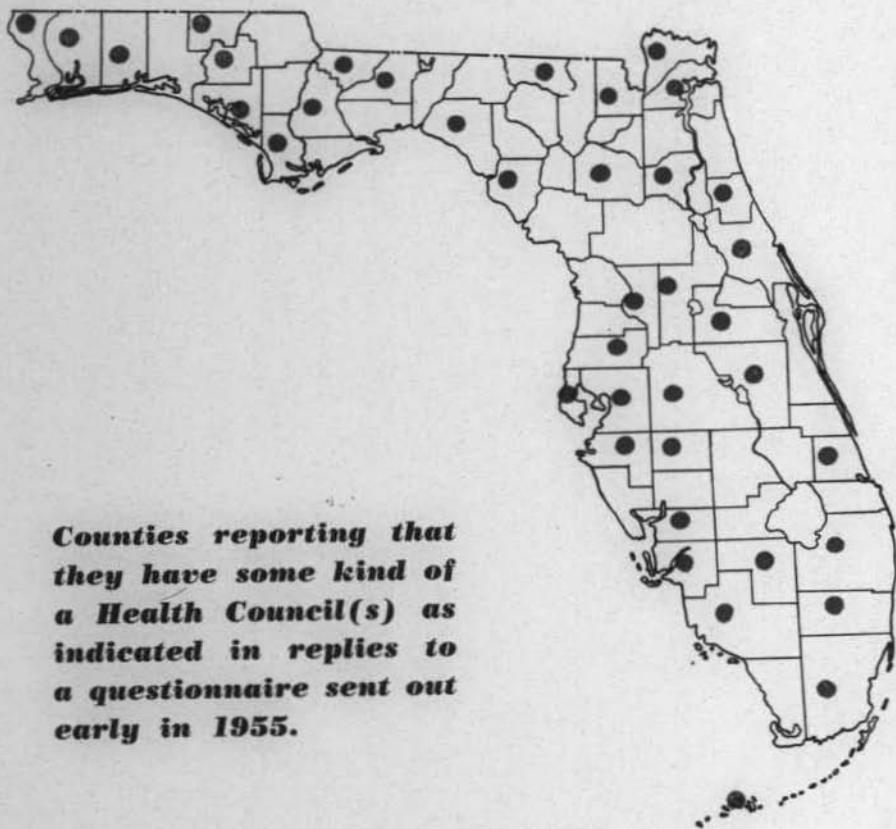 Counties reporting that
they have some kind of
a Health Council(s) as
indicated in replies to
a questionnaire sent out
early in 1955.